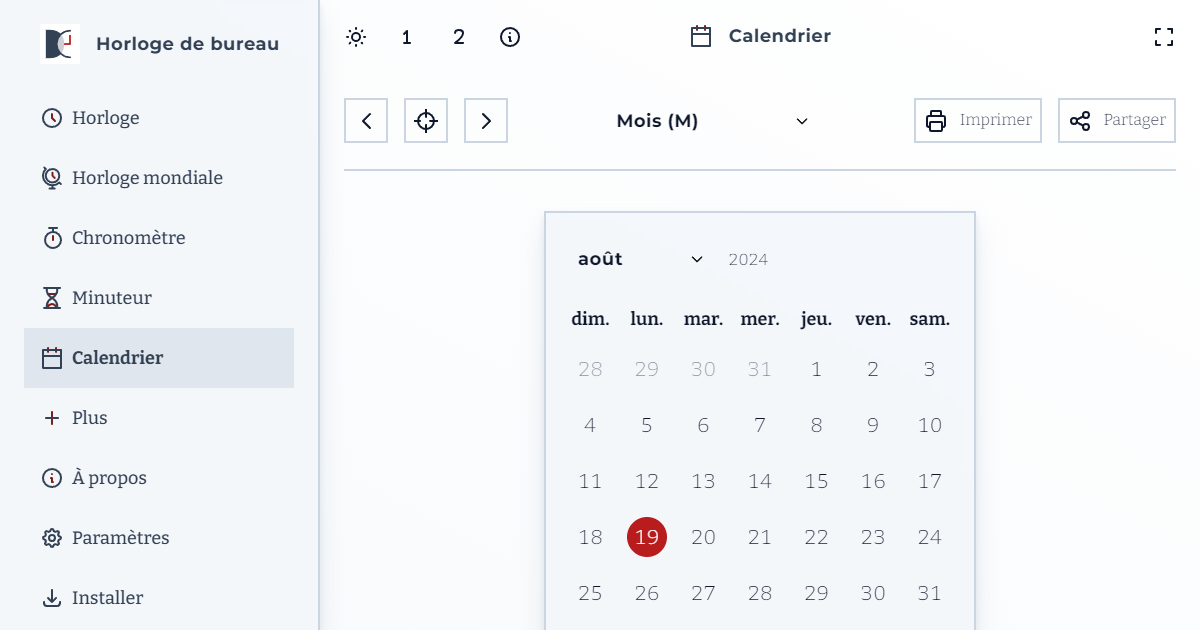 Horloge de bureau
Horloge
Horloge mondiale
Chronomètre
Minuteur
Calendrier
Plus
À propos
Paramètres
Installer
1 2 Calendrier
Mois (M) Imprimer Partager
août 2024
dim. lun. mar. mer. jeu. ven. sam.
28 29 30 31 1 2 3
4 5 6 7 8 9 10
11 12 13 14 15 16 17
18 19 20 21 22 23 24
25 26 27 28 29 30 31